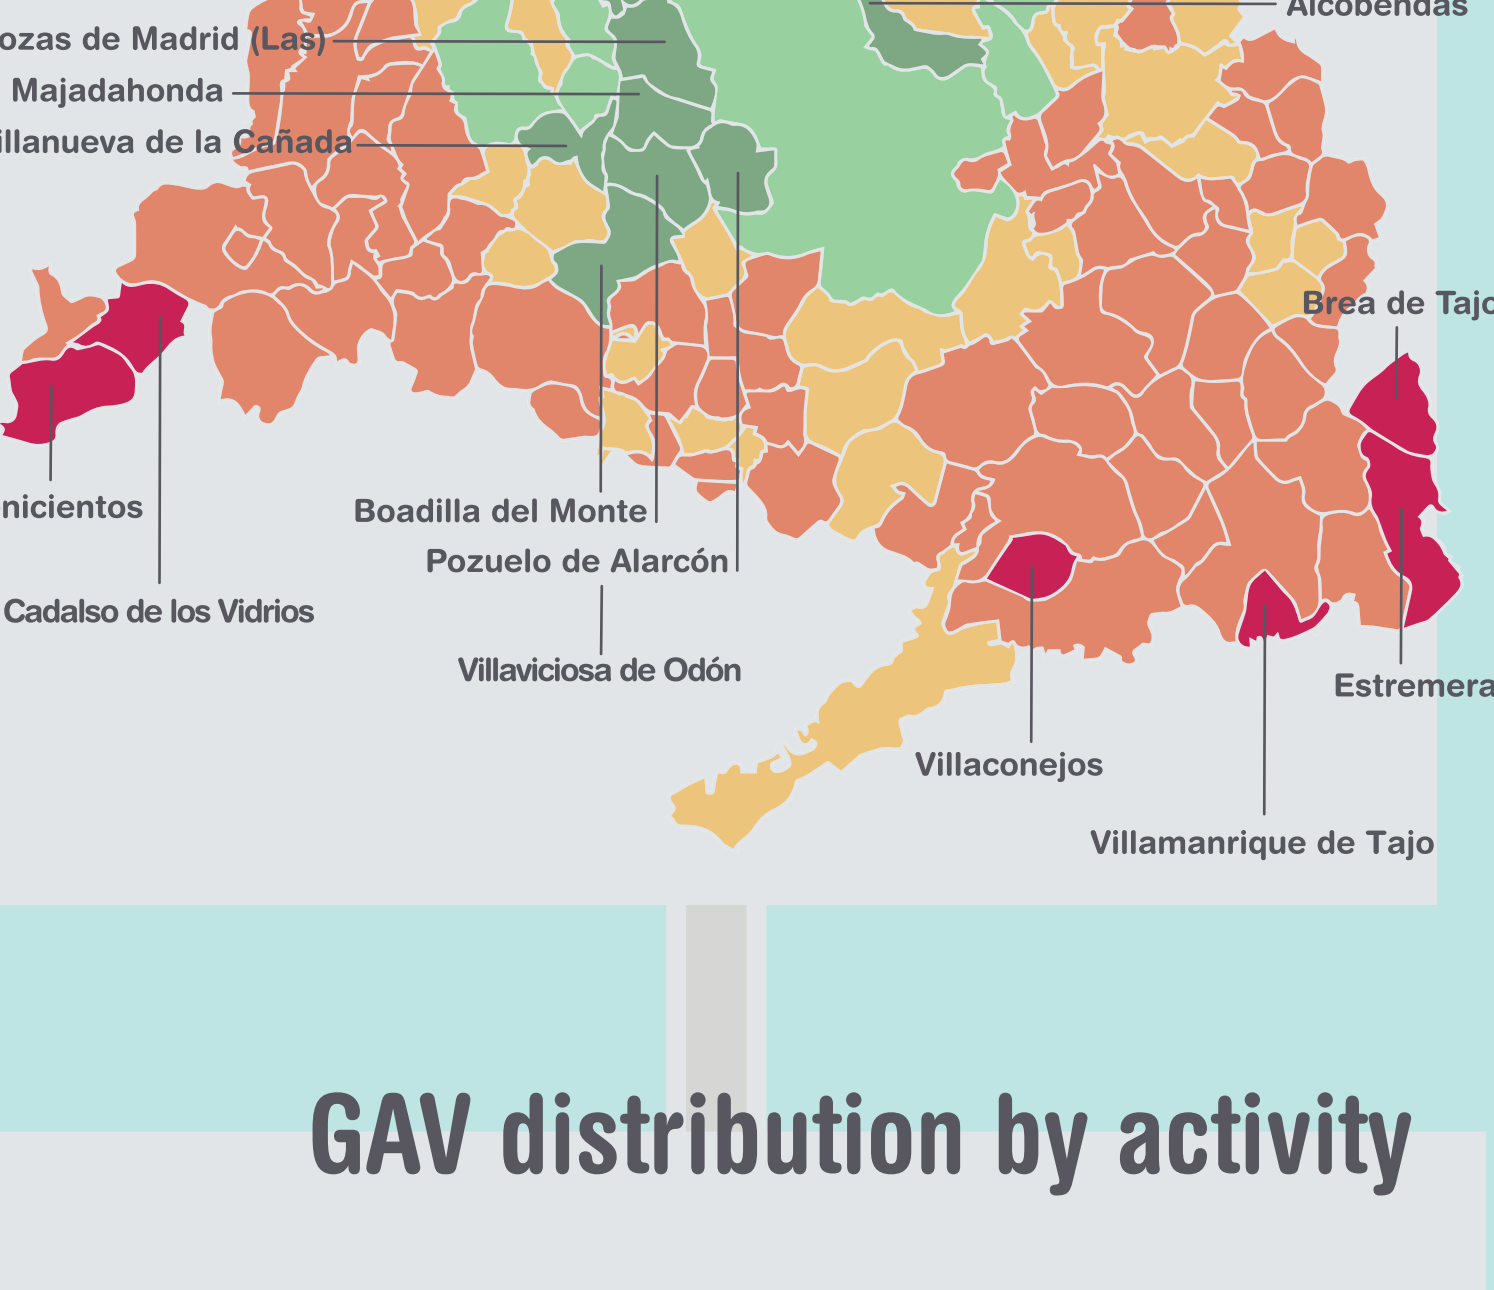 Alcobendas
ozas de Madrid (Las)
Majadahonda
illanueva de la Cañada
Brea de Tajo
nicientos
Boadilla del Monte
Pozuelo de Alarcón
Cadalso de los Vidrios
Villaviciosa de Odón
Estremera
Villaconejos
Villamanrique de Tajo
GAV distribution by activity